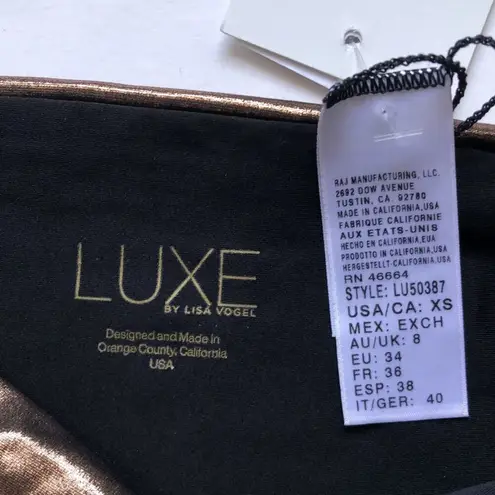 LUXE
BY LISA VOGEL
Designed and Made in
Orange County, California
USA
RAJ MANUFACTURING, LLC.
2692 DOW AVENUE
TUSTIN, CA. 92780
MADE IN CALIFORNIA,USA
FABRIQUE CALIFORNIE
AUX ETATS-UNIS
HECHO EN CALIFORNIA,EUA
PRODOTTO IN CALIFORNIA,USA
HERGESTELLT-CALIFORNIA,USA
RN 46664
STYLE: LU50387
USA/CA: XS
MEX: EXCH
AU/UK: 8
EU: 34
FR: 36
ESP: 38
IT/GER: 40